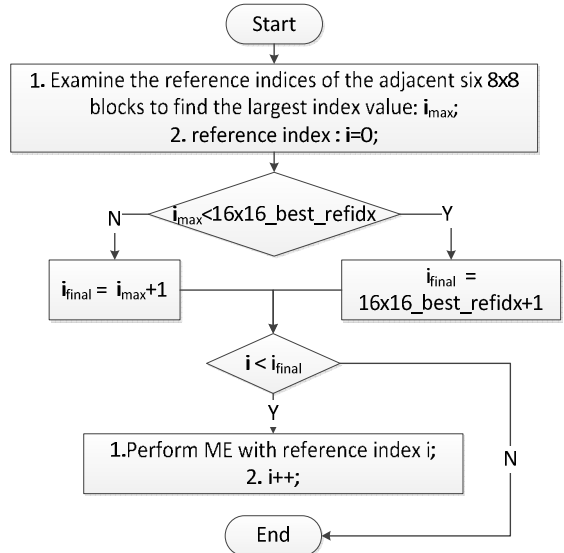 Start
1. Examine the reference indices of the adjacent six 8x8
blocks to find the largest index value: imax;
2. reference index : i=0;
N
imax<16x16_best_refidx
Y
ifinal = imax+1
ifinal =
16x16_best_refidx+1
i < ifinal
Y
1.Perform ME with reference index i;
2. i++;
N
End